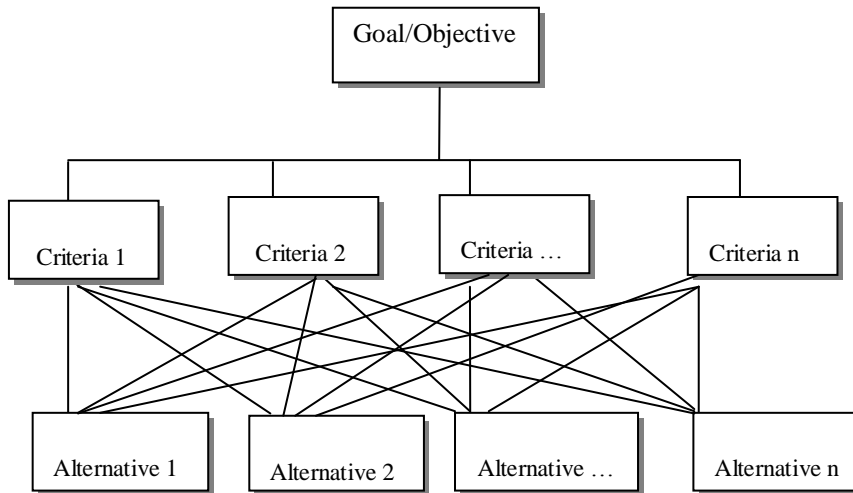 Goal/Objective
Criteria 1
Criteria 2
Criteria …
Criteria n
Alternative 1
Alternative 2
Alternative …
Alternative n